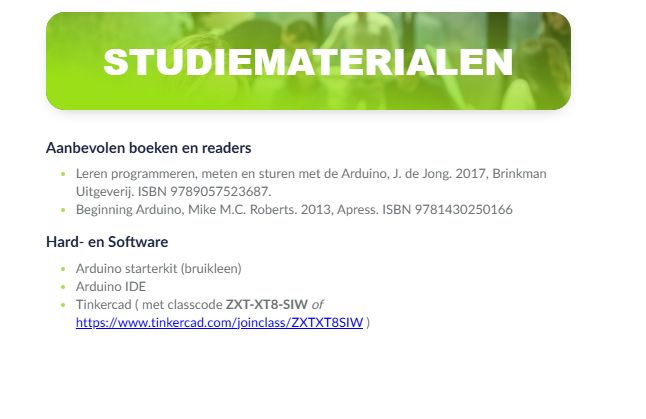 STUDIEMATERIALEN
Aanbevolen boeken en readers
• Leren programmeren, meten en sturen met de Arduino, J. de Jong. 2017, Brinkman
Uitgeverij. ISBN 9789057523687.
• Beginning Arduino, Mike M.C. Roberts. 2013, Apress. ISBN 9781430250166
Hard- en Software
• Arduino starterkit (bruikleen)
• Arduino IDE
• Tinkercad ( met classcode ZXT-XT8-SIW of
https://www.tinkercad.com/joinclass/ZXTXT8SIW )